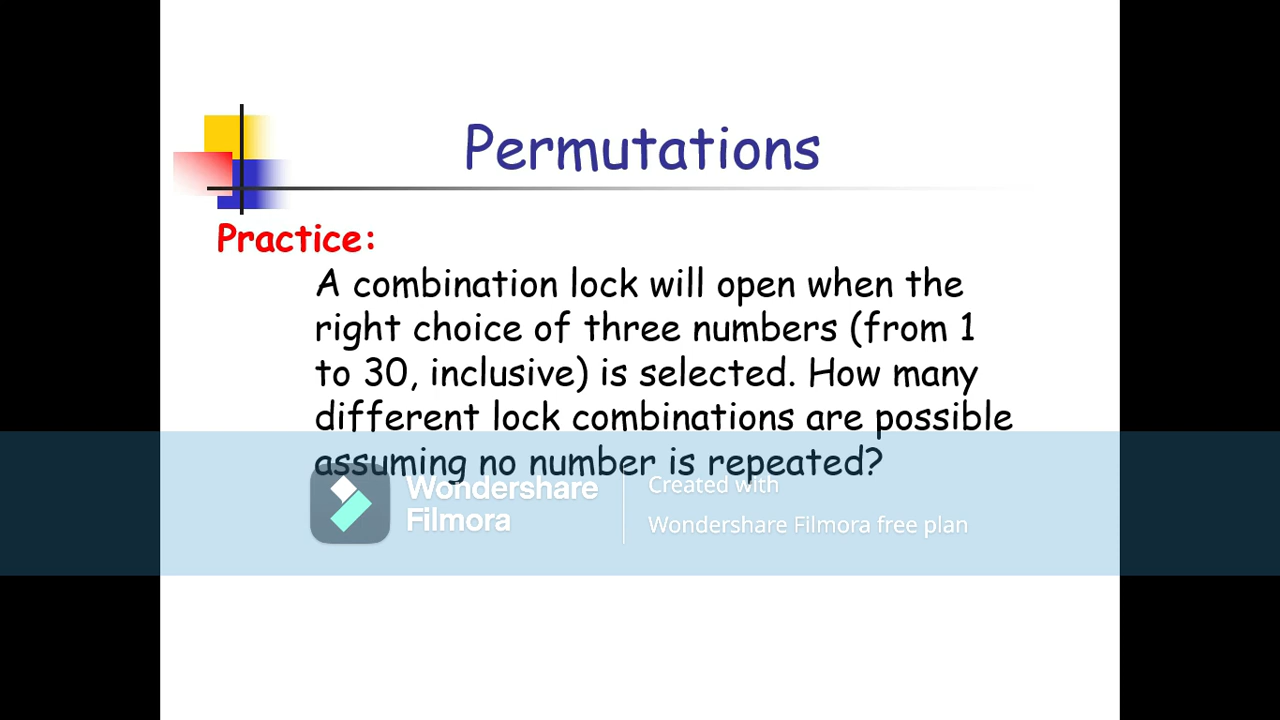 Permutations
Practice:
A combination lock will open when the
right choice of three numbers (from 1
to 30, inclusive) is selected. How many
different lock combinations are possible
assuming no number is repeated?
Wondershare
Filmora
Created with
Wondershare Filmora free plan